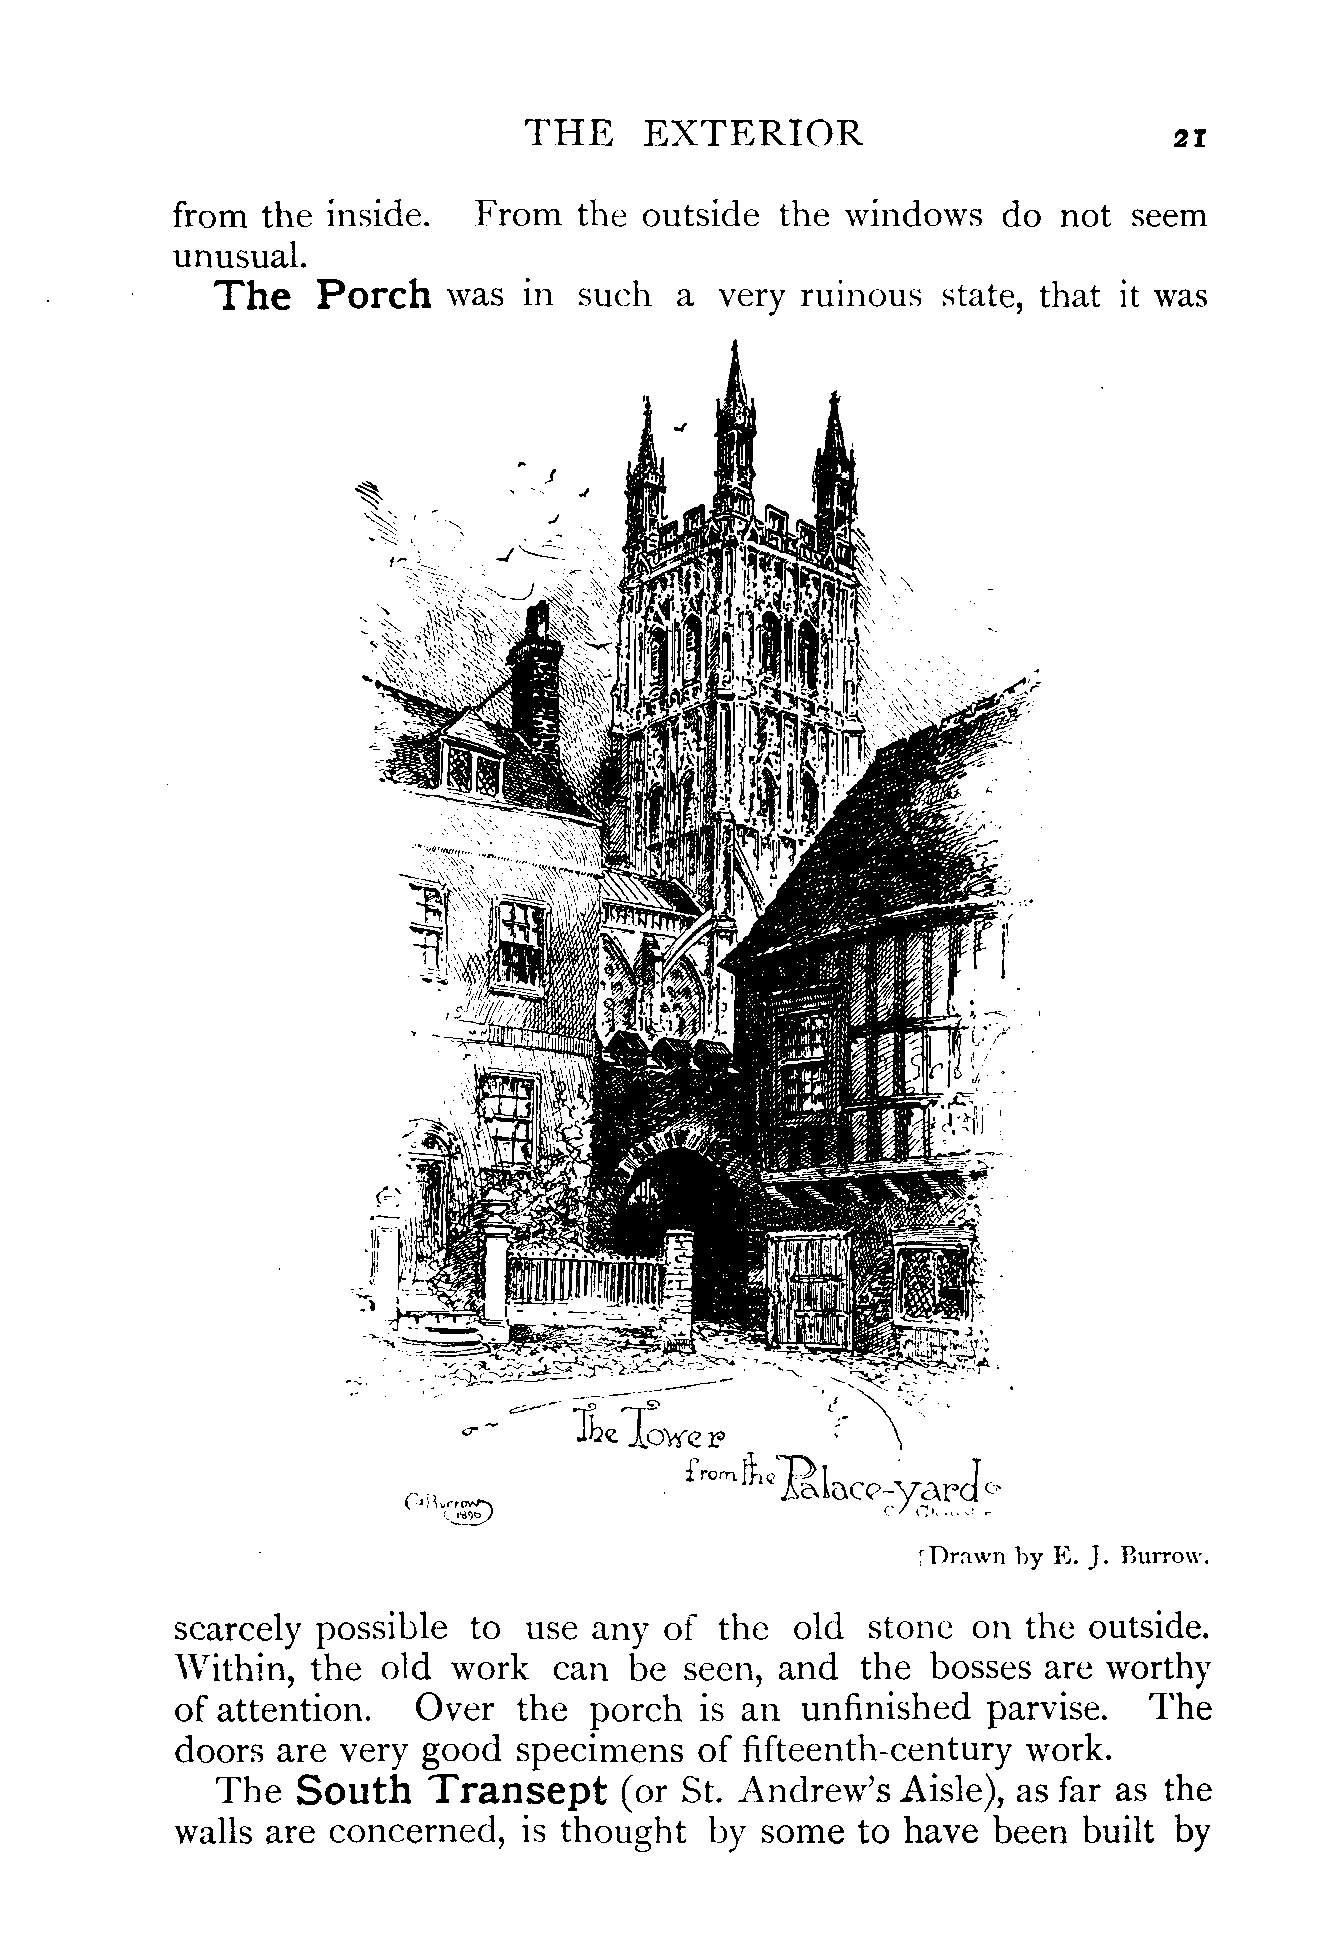 THE EXTERIOR 21
from the inside. From the outside the windows do not seem
unusual.
The Porch was in such a very ruinous state, that it was
The Tower
from the Palace-yard
E J Burrow
1890
[Drawn by E. J. Burrow.
scarcely possible to use any of the old stone on the outside.
Within, the old work can be seen, and the bosses are worthy
of attention. Over the porch is an unfinished parvise. The
doors are very good specimens of fifteenth-century work.
The South Transept (or St. Andrew's Aisle), as far as the
walls are concerned, is thought by some to have been built by